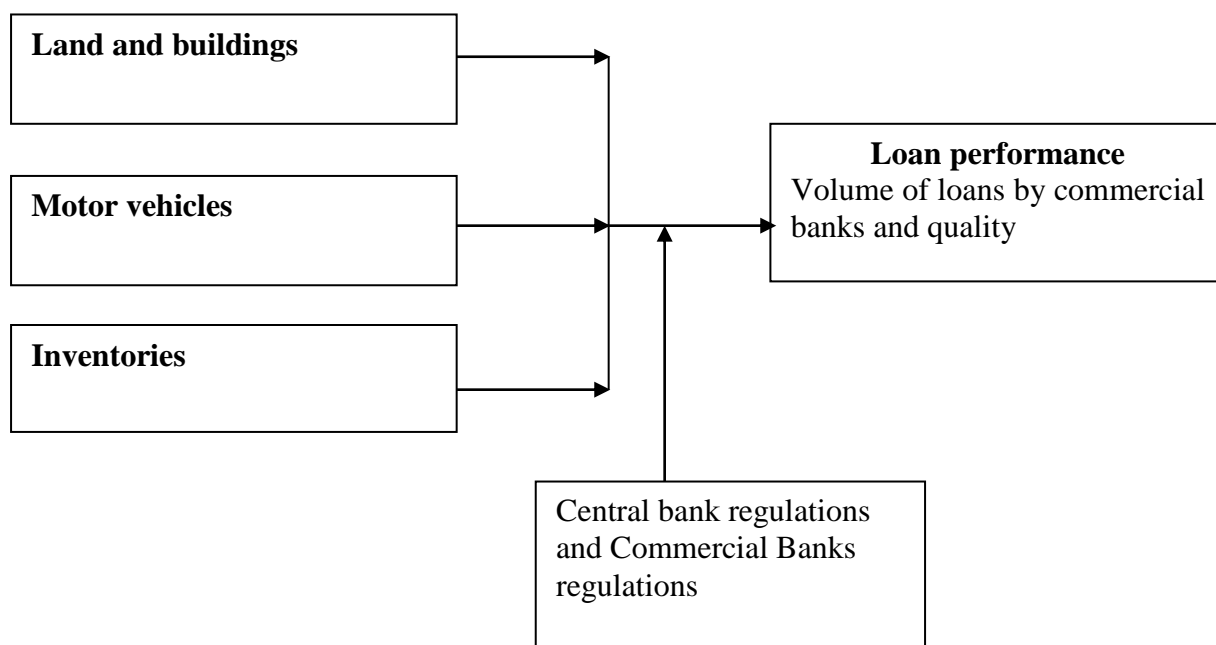 Land and buildings
Motor vehicles
Inventories
Loan performance
Volume of loans by commercial
banks and quality
Central bank regulations
and Commercial Banks
regulations